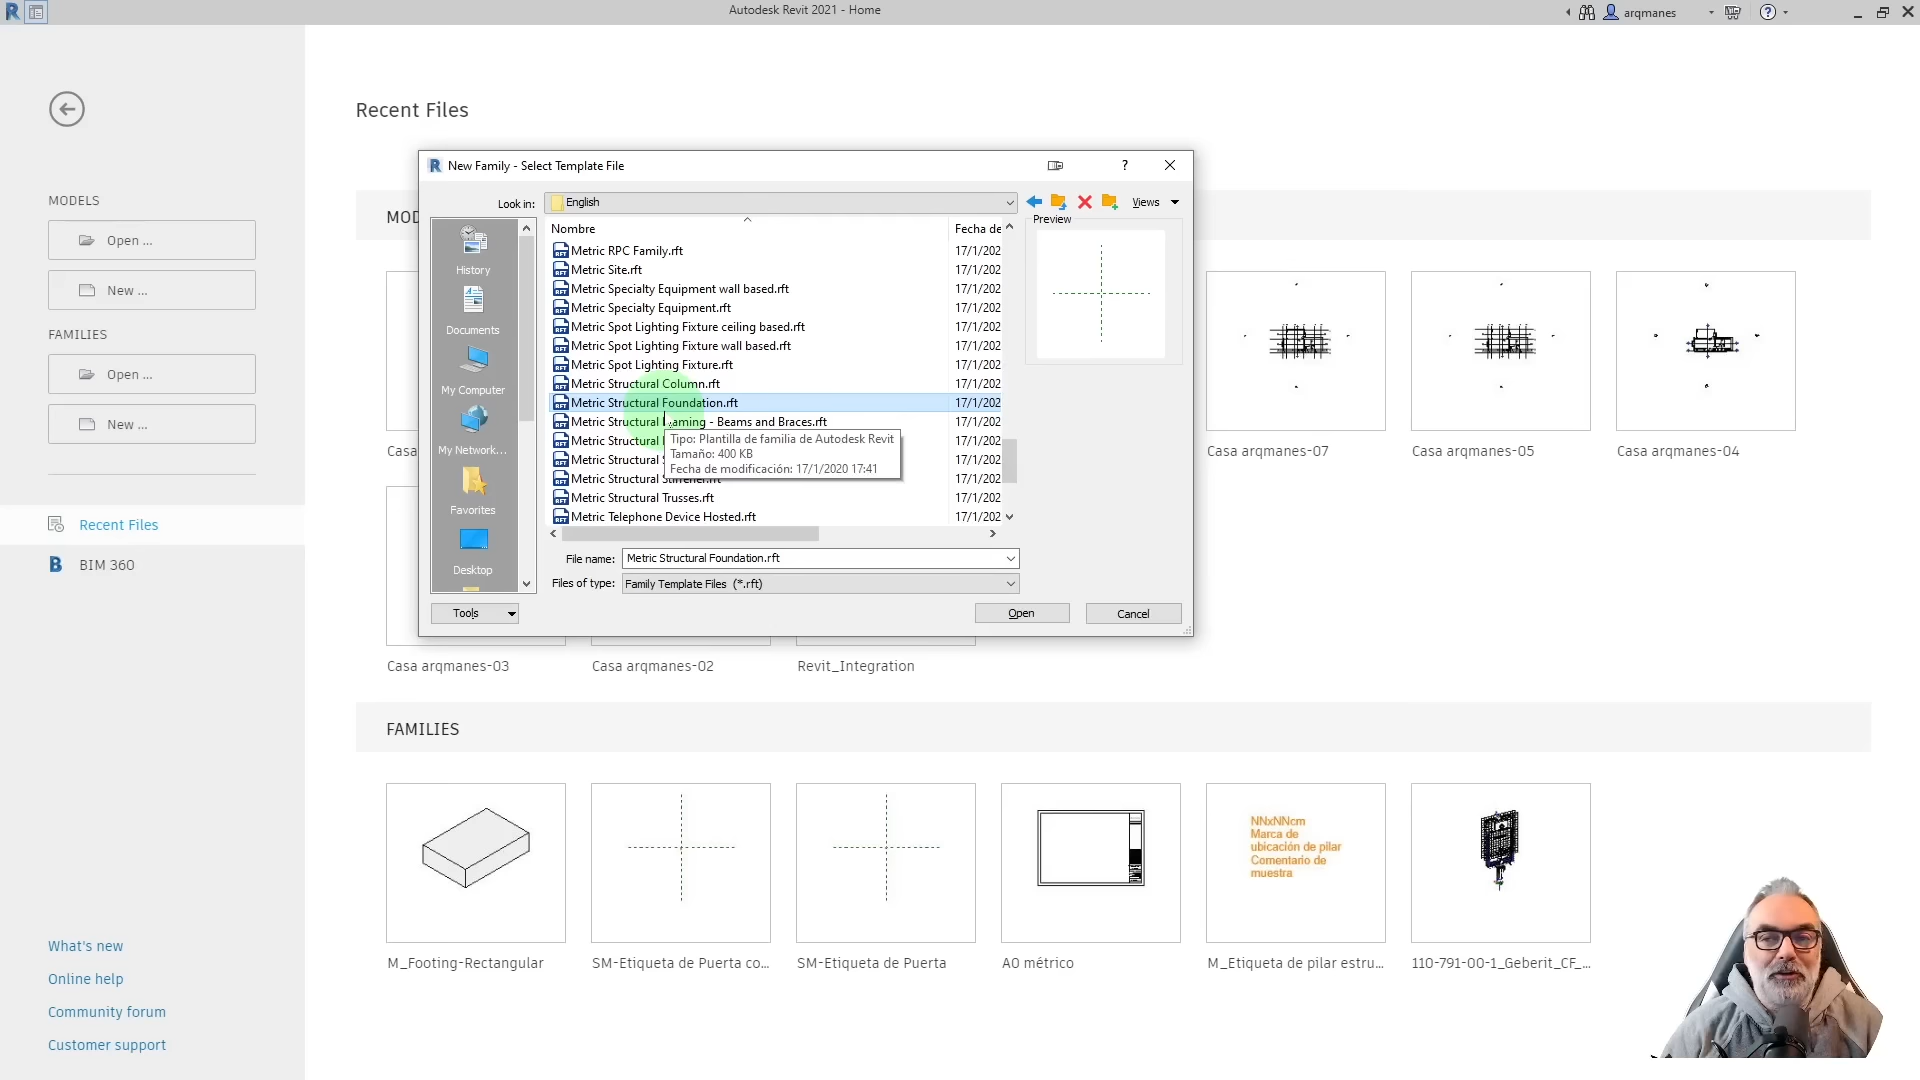 Autodesk Revit 2021 - Home
arqmanes
Recent Files
MODELS
Open ...
New ...
FAMILIES
Open ...
New ...
Recent Files
BIM 360
What's new
Online help
Community forum
Customer support
MOD
New Family - Select Template File
Look in:
English
Views
Preview
History
Documents
My Computer
My Network...
Favorites
Desktop
Nombre
Fecha de
Metric RPC Family.rft
17/1/202
Metric Site.rft
17/1/202
Metric Specialty Equipment wall based.rft
17/1/202
Metric Specialty Equipment.rft
17/1/202
Metric Spot Lighting Fixture ceiling based.rft
17/1/202
Metric Spot Lighting Fixture wall based.rft
17/1/202
Metric Spot Lighting Fixture.rft
17/1/202
Metric Structural Column.rft
17/1/202
Metric Structural Foundation.rft
17/1/202
Metric Structural Framing - Beams and Braces.rft
17/1/202
Metric Structural
17/1/202
Metric Structural
17/1/202
Metric Structural Stiffener.rft
17/1/202
Metric Structural Trusses.rft
17/1/202
Metric Telephone Device Hosted.rft
17/1/202
Tipo: Plantilla de familia de Autodesk Revit
Tamaño: 400 KB
Fecha de modificación: 17/1/2020 17:41
File name:
Metric Structural Foundation.rft
Files of type:
Family Template Files (*.rft)
Tools
Open
Cancel
Casa
Casa arqmanes-07
Casa arqmanes-05
Casa arqmanes-04
Casa arqmanes-03
Casa arqmanes-02
Revit_Integration
FAMILIES
NNxNNcm
Marca de
ubicación de pilar
Comentario de
muestra
M_Footing-Rectangular
SM-Etiqueta de Puerta co...
SM-Etiqueta de Puerta
A0 métrico
M_Etiqueta de pilar estru...
110-791-00-1_Geberit_CF_...